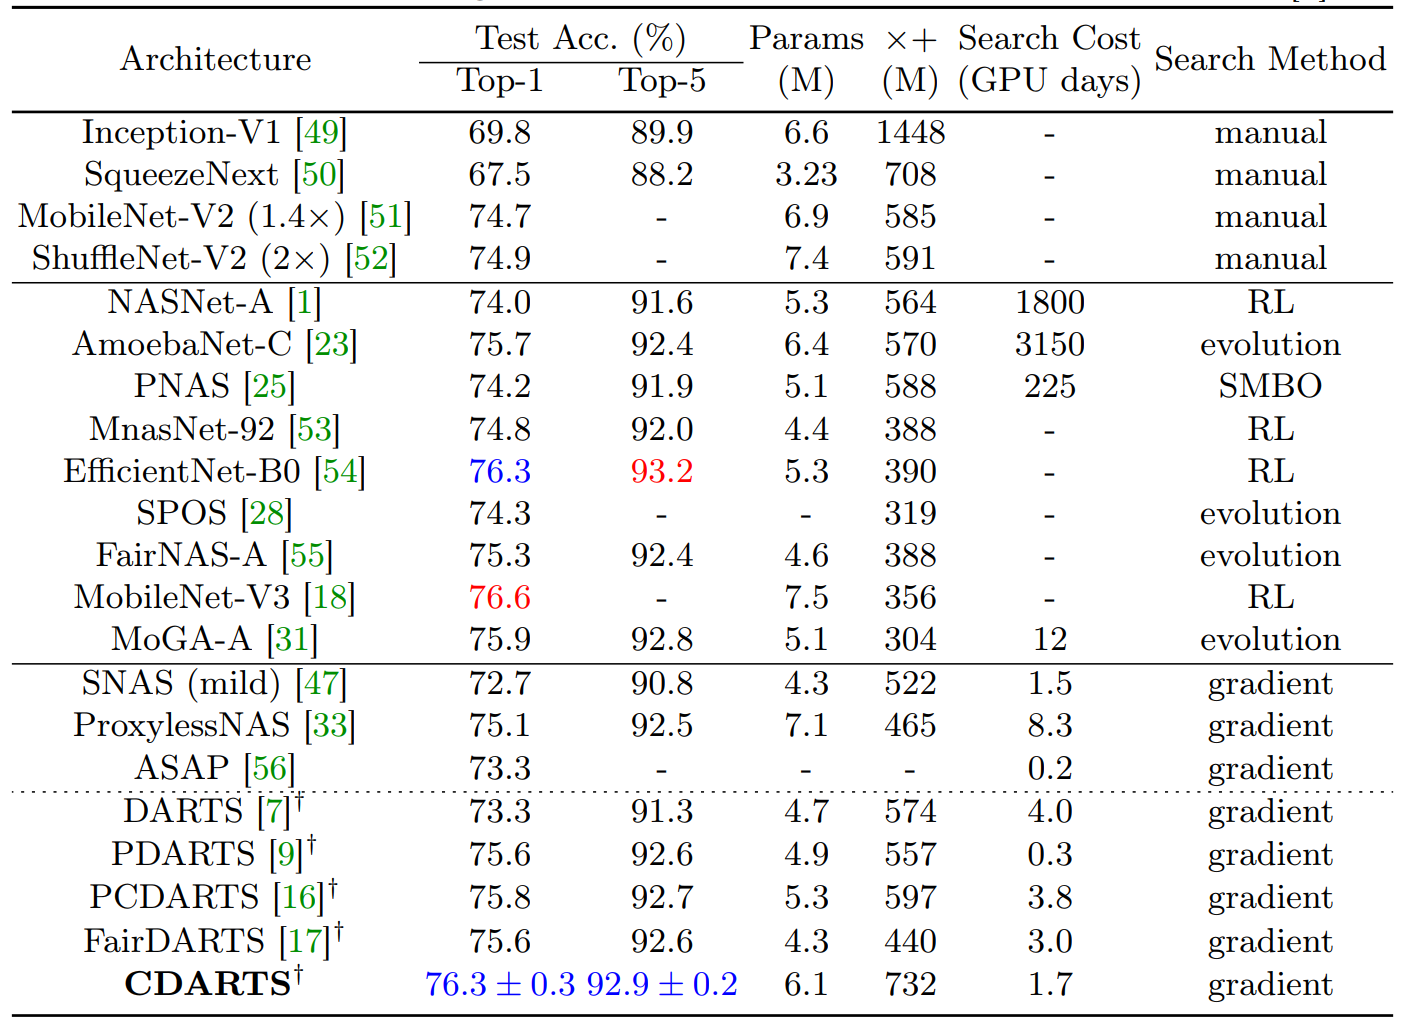 Architecture Test Acc. (%) Params ×+ Search Cost Search Method
Top-1 Top-5 (M) (M) (GPU days)
Inception-V1 [49] 69.8 89.9 6.6 1448 - manual
SqueezeNext [50] 67.5 88.2 3.23 708 - manual
MobileNet-V2 (1.4×) [51] 74.7 - 6.9 585 - manual
ShuffleNet-V2 (2×) [52] 74.9 - 7.4 591 - manual
NASNet-A [1] 74.0 91.6 5.3 564 1800 RL
AmoebaNet-C [23] 75.7 92.4 6.4 570 3150 evolution
PNAS [25] 74.2 91.9 5.1 588 225 SMBO
MnasNet-92 [53] 74.8 92.0 4.4 388 - RL
EfficientNet-B0 [54] 76.3 93.2 5.3 390 - RL
SPOS [28] 74.3 - - 319 - evolution
FairNAS-A [55] 75.3 92.4 4.6 388 - evolution
MobileNet-V3 [18] 76.6 - 7.5 356 - RL
MoGA-A [31] 75.9 92.8 5.1 304 12 evolution
SNAS (mild) [47] 72.7 90.8 4.3 522 1.5 gradient
ProxylessNAS [33] 75.1 92.5 7.1 465 8.3 gradient
ASAP [56] 73.3 - - - 0.2 gradient
DARTS [7]† 73.3 91.3 4.7 574 4.0 gradient
PDARTS [9]† 75.6 92.6 4.9 557 0.3 gradient
PCDARTS [16]† 75.8 92.7 5.3 597 3.8 gradient
FairDARTS [17]† 75.6 92.6 4.3 440 3.0 gradient
CDARTS† 76.3 ± 0.3 92.9 ± 0.2 6.1 732 1.7 gradient